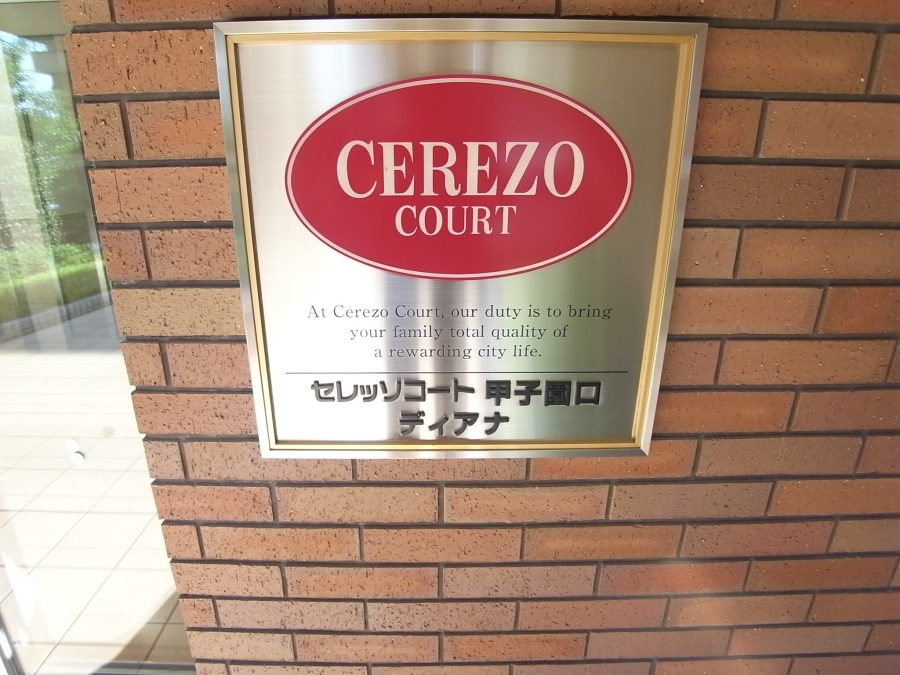 CEREZO
COURT
At Cerezo Court, our duty is to bring
your family total quality of
a rewarding city life.
セレッソコート 甲子園口
ディアナ